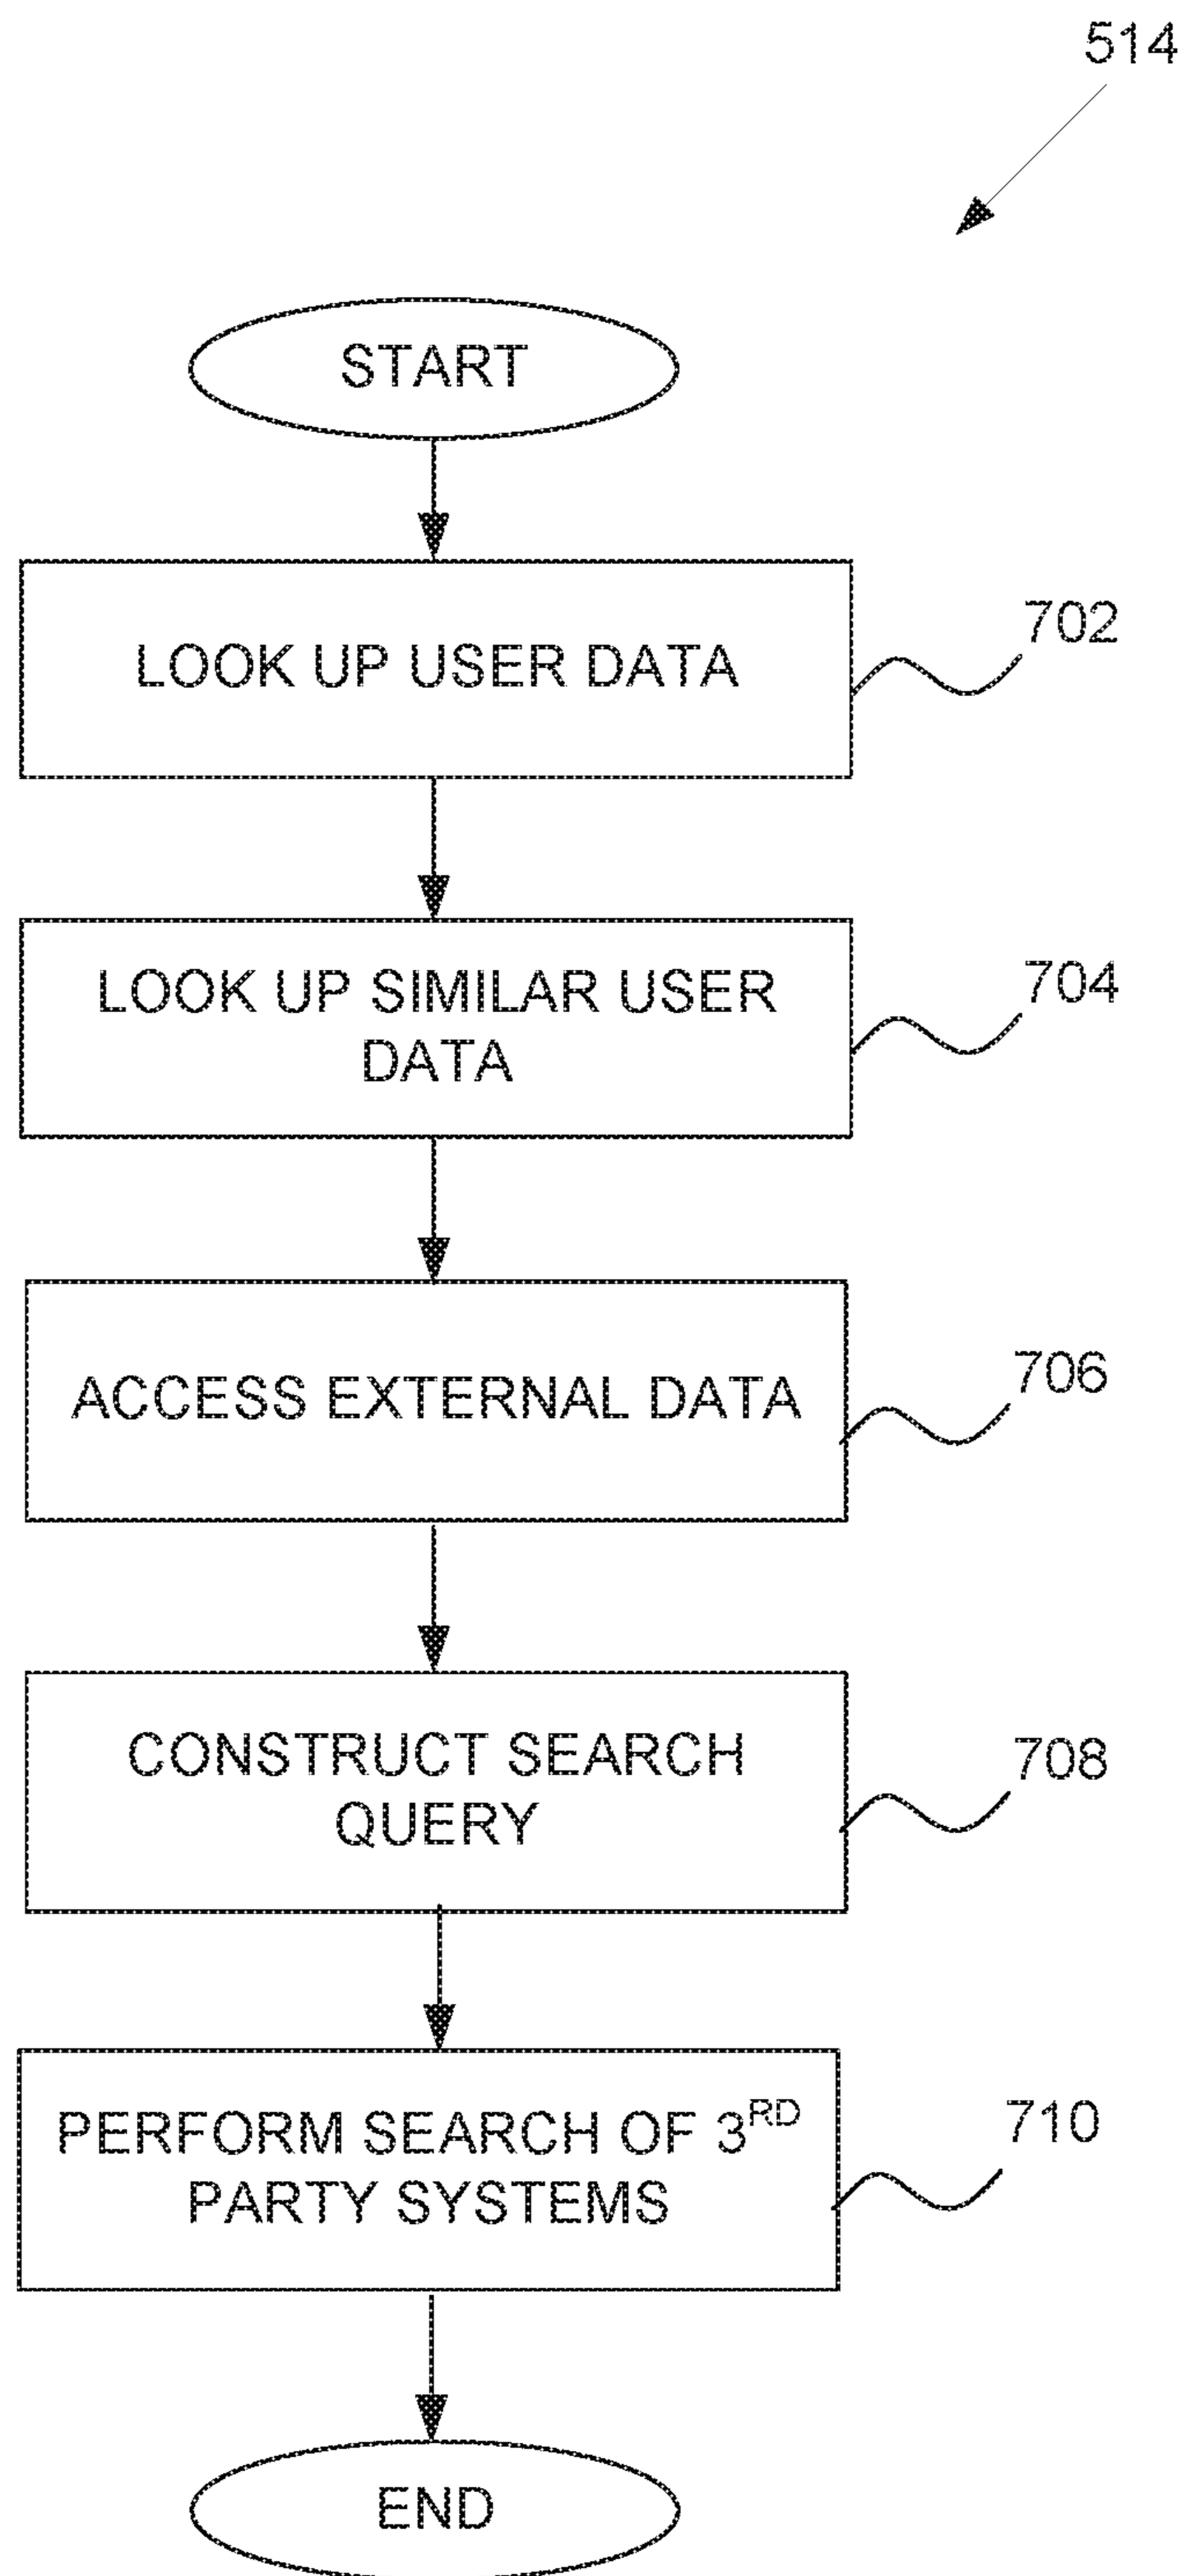 514
START
LOOK UP USER DATA
702
LOOK UP SIMILAR USER
DATA
704
ACCESS EXTERNAL DATA
706
CONSTRUCT SEARCH
QUERY
708
PERFORM SEARCH OF 3RD
PARTY SYSTEMS
710
END